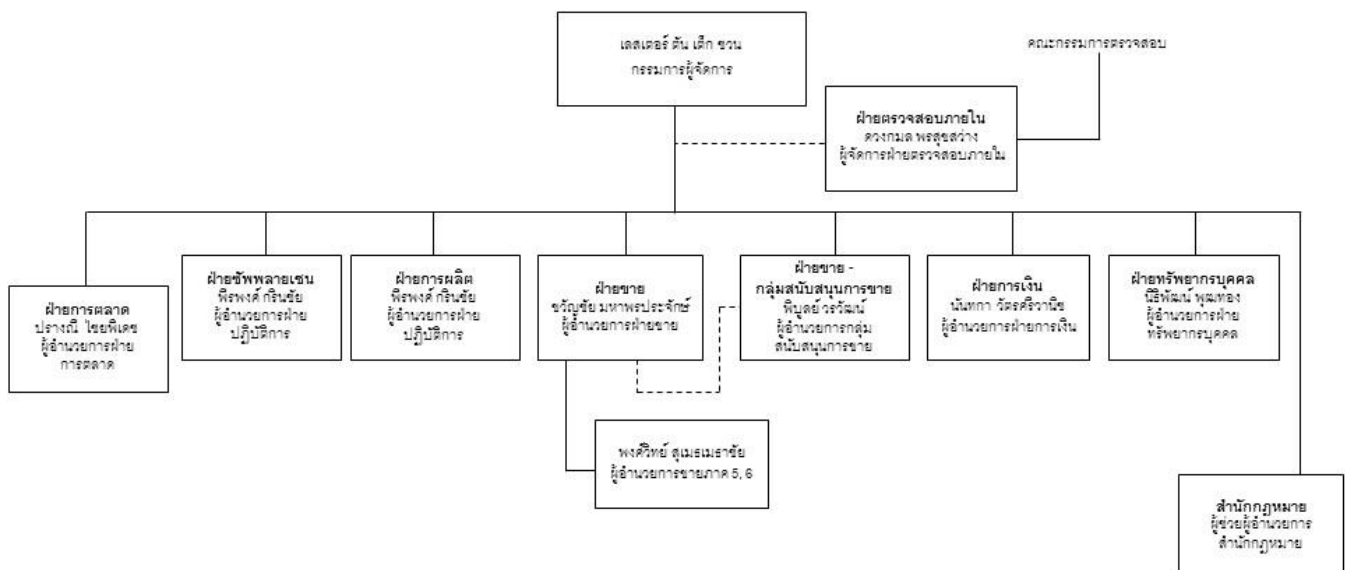 เลสเตอร์ ตัน เต็ก ชวน
กรรมการผู้จัดการ
คณะกรรมการตรวจสอบ
ฝ่ายตรวจสอบภายใน
ดวงกมล พรสุขสว่าง
ผู้จัดการฝ่ายตรวจสอบภายใน
ฝ่ายการตลาด
ปรางณี ไชยพิเดช
ผู้อำนวยการฝ่าย
การตลาด
ฝ่ายซัพพลายเชน
พีรพงศ์ กรินชัย
ผู้อำนวยการฝ่าย
ปฏิบัติการ
ฝ่ายการผลิต
พีรพงศ์ กรินชัย
ผู้อำนวยการฝ่าย
ปฏิบัติการ
ฝ่ายขาย
ขวัญชัย มหาพรประจักษ์
ผู้อำนวยการฝ่ายขาย
ฝ่ายขาย -
กลุ่มสนับสนุนการขาย
พิบูลย์ วรวัฒน์
ผู้อำนวยการกลุ่ม
สนับสนุนการขาย
ฝ่ายการเงิน
นันทกา วัตรศรีวานิช
ผู้อำนวยการฝ่ายการเงิน
ฝ่ายทรัพยากรบุคคล
นิธิพัฒน์ พุฒทอง
ผู้อำนวยการฝ่าย
ทรัพยากรบุคคล
พงศ์วิทย์ สุเมธเมธาชัย
ผู้อำนวยการขายภาค 5, 6
สำนักกฎหมาย
ผู้ช่วยผู้อำนวยการ
สำนักกฎหมาย